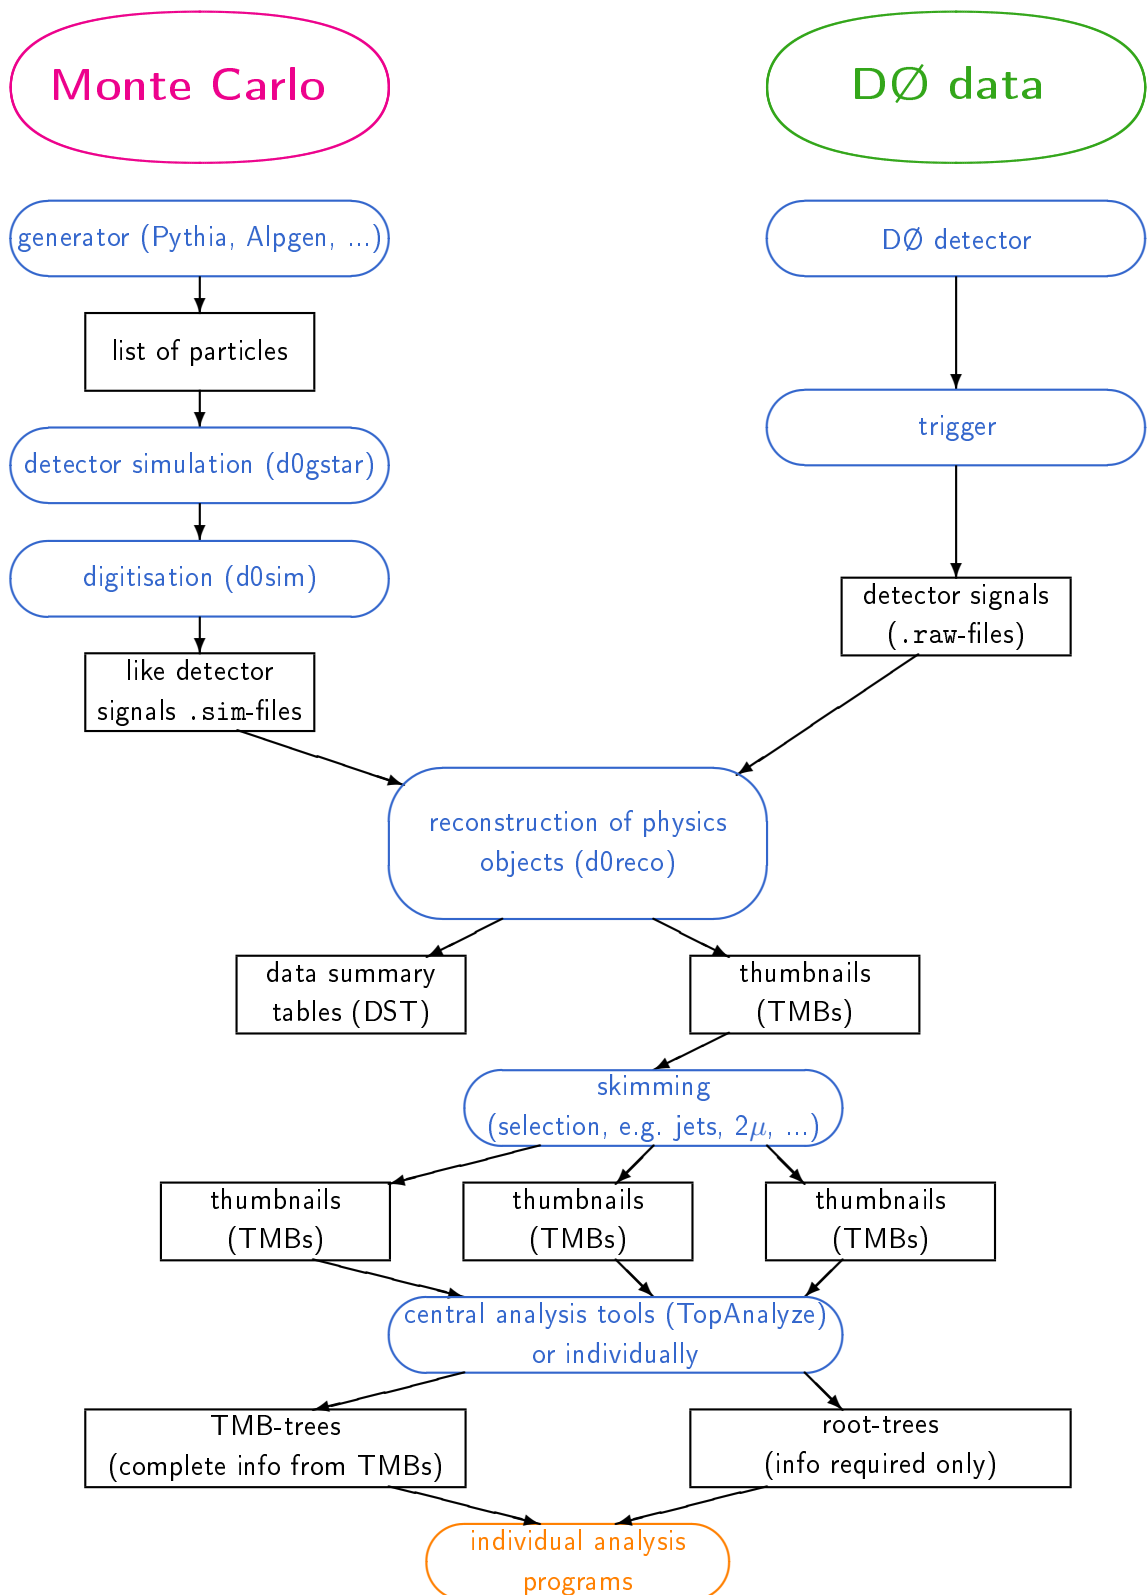 Monte Carlo
DØ data
generator (Pythia, Alpgen, ...)
DØ detector
list of particles
trigger
detector simulation (d0gstar)
digitisation (d0sim)
detector signals
(.raw-files)
like detector
signals .sim-files
reconstruction of physics
objects (d0reco)
data summary
tables (DST)
thumbnails
(TMBs)
skimming
(selection, e.g. jets, 2μ, ...)
thumbnails
(TMBs)
thumbnails
(TMBs)
thumbnails
(TMBs)
central analysis tools (TopAnalyze)
or individually
TMB-trees
(complete info from TMBs)
root-trees
(info required only)
individual analysis
programs